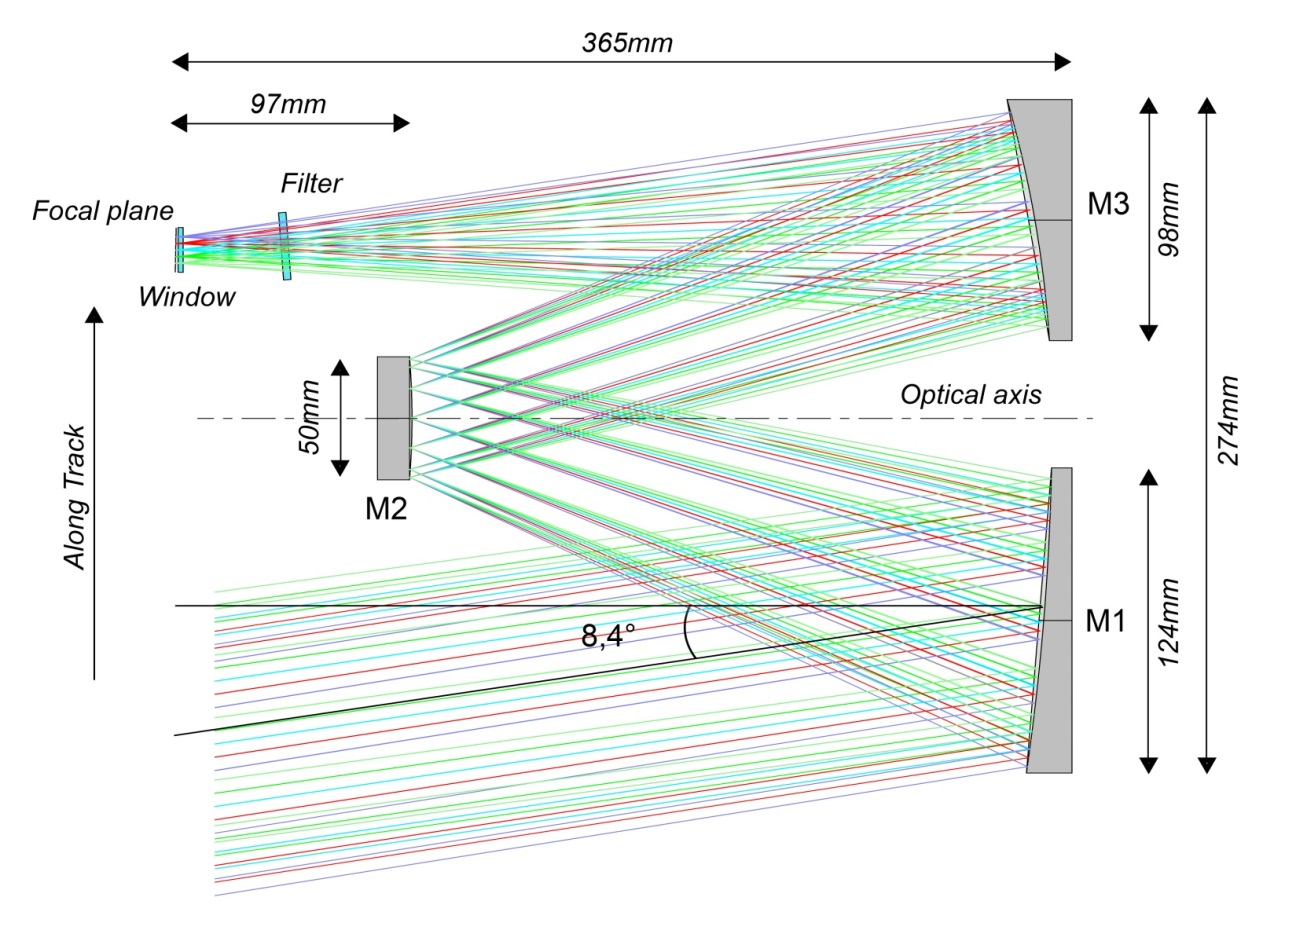 365mm
97mm
Filter
Focal plane
M3
98mm
Window
Optical axis
274mm
50mm
M2
Along Track
8,4°
M1
124mm